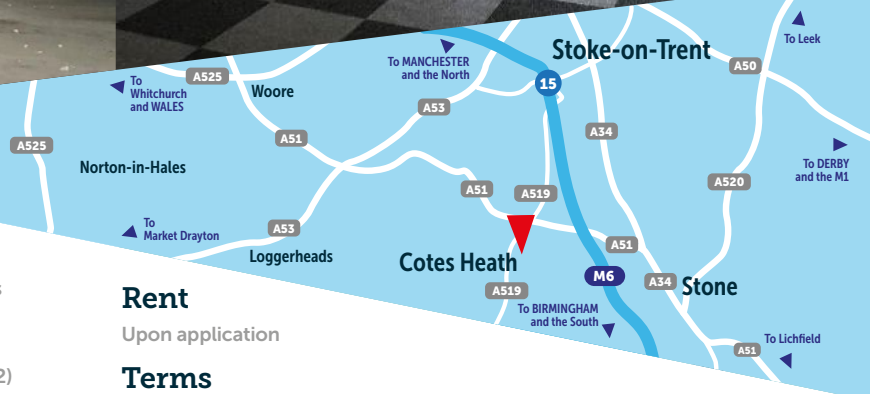 To Leek
Stoke-on-Trent
To MANCHESTER
and the North
A50
To
Whitchurch
and WALES
A525
Woore
15
A53
A34
A51
A525
To DERBY
and the M1
Norton-in-Hales
A51
A519
A520
To
Market Drayton
A53
A51
Loggerheads
Cotes Heath
M6
A34
Stone
A519
s
Rent
To BIRMINGHAM
and the South
Upon application
To Lichfield
A51
2)
Terms